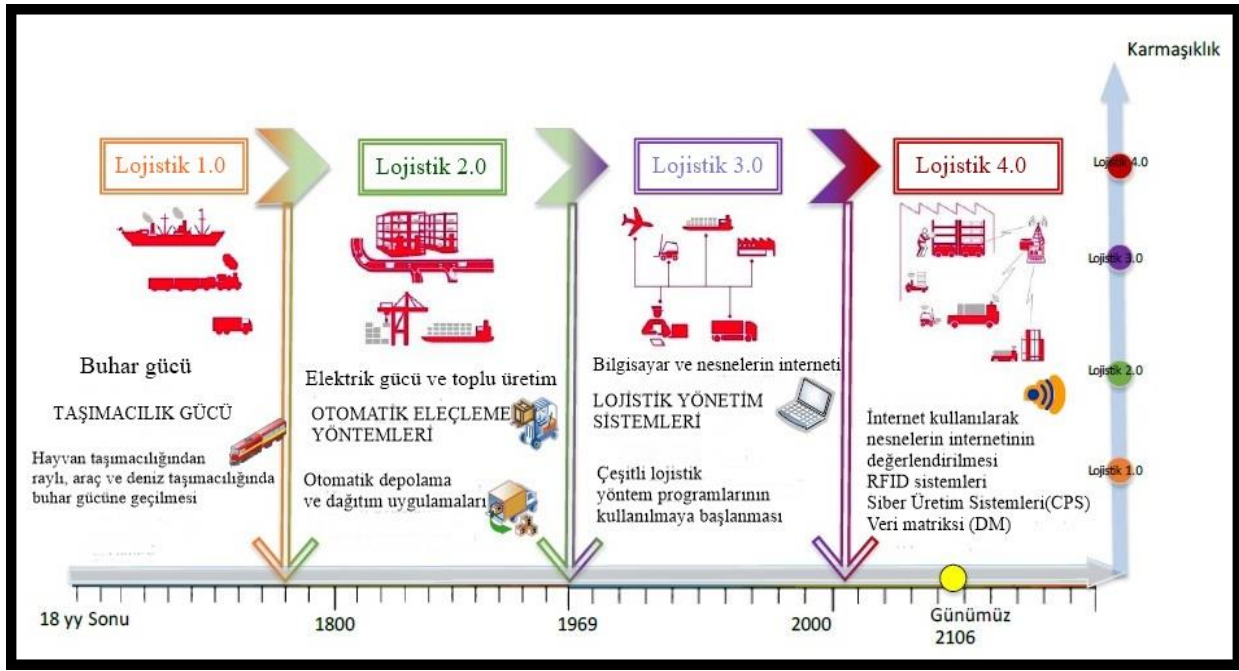 Karmaşıklık
Lojistik 1.0
Lojistik 2.0
Lojistik 3.0
Lojistik 4.0
Buhar gücü
TAŞIMACILIK GÜCÜ
Hayvan taşımacılığından
raylı, araç ve deniz taşımacılığında
buhar gücüne geçilmesi
Elektrik gücü ve toplu üretim
OTOMATİK ELEÇLEME
YÖNTEMLERİ
Otomatik depolama
ve dağıtım uygulamaları
Bilgisayar ve nesnelerin interneti
LOJİSTİK YÖNETİM
SİSTEMLERİ
Çeşitli lojistik
yöntem programlarının
kullanılmaya başlanması
İnternet kullanılarak
nesnelerin internetinin
değerlendirilmesi
RFID sistemleri
Siber Üretim Sistemleri(CPS)
Veri matriksi (DM)
Lojistik 4.0
Lojistik 3.0
Lojistik 2.0
Lojistik 1.0
18 yy Sonu
1800
1969
2000
Günümüz
2106